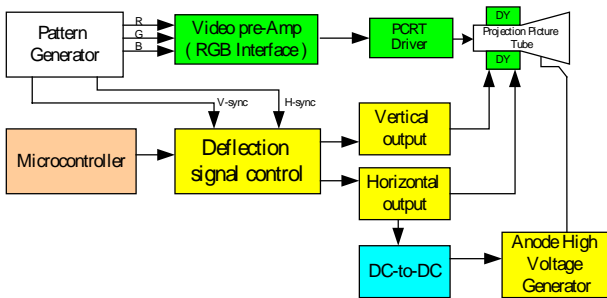 Pattern
Generator
R
G
B
Video pre-Amp
( RGB Interface )
PCRT
Driver
DY
Projection Picture
Tube
DY
V-sync
H-sync
Microcontroller
Deflection
signal control
Vertical
output
Horizontal
output
DC-to-DC
Anode High
Voltage
Generator